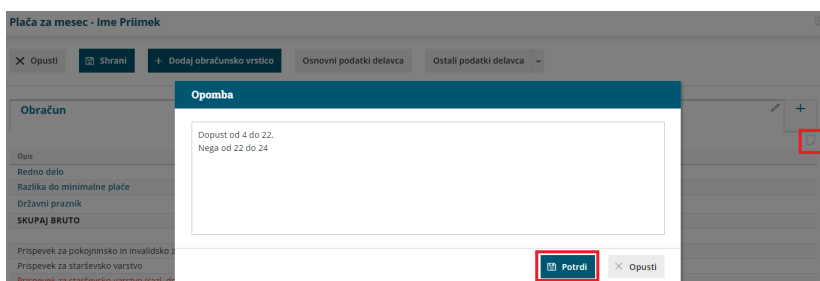 Plača za mesec - Ime Priimek
Opusti Shrani + Dodaj obračunsko vrstico Osnovni podatki delavca Ostali podatki delavca
Opomba
Obračun
Dopust od 4 do 22.
Nega od 22 do 24
Opis
Redno delo
Razlika do minimalne plače
Državni praznik
SKUPAJ BRUTO
Prispevek za pokojninsko in invalidsko z
Prispevek za starševsko varstvo
Potrdi Opusti